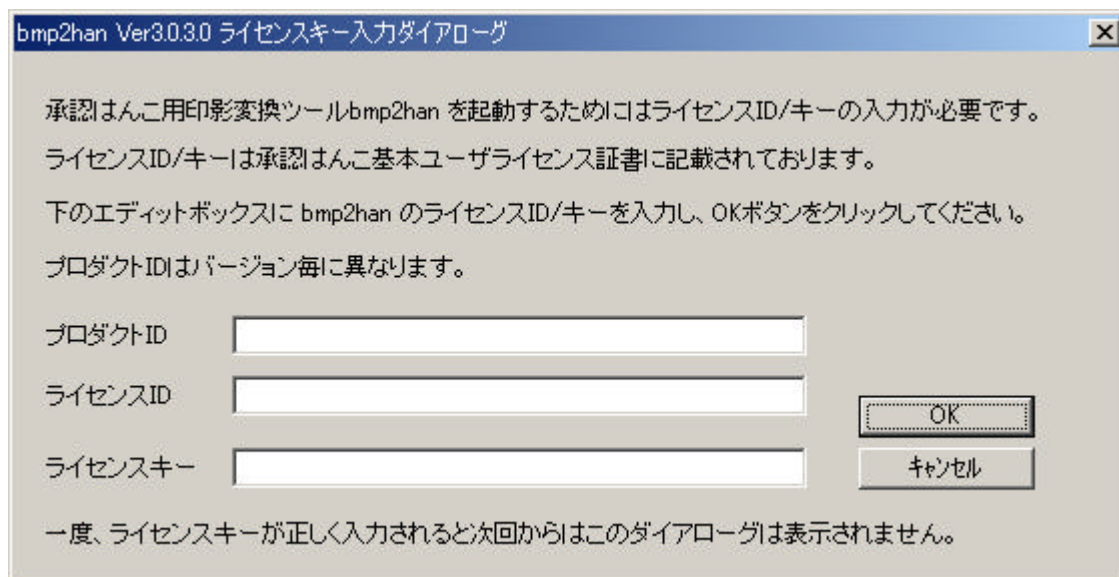 bmp2han Ver3.0.3.0 ライセンスキー入力ダイアローグ
承認はんこ用印影変換ツールbmp2han を起動するためにはライセンスID/キーの入力が必要です。
ライセンスID/キーは承認はんこ基本ユーザライセンス証書に記載されております。
下のエディットボックスに bmp2han のライセンスID/キーを入力し、OKボタンをクリックしてください。
プロダクトIDはバージョン毎に異なります。
プロダクトID
ライセンスID
OK
ライセンスキー
キャンセル
一度、ライセンスキーが正しく入力されると次回からはこのダイアローグは表示されません。